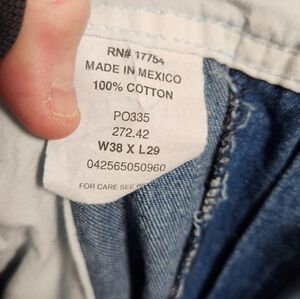 RN# 17754
MADE IN MEXICO
100% COTTON
PO335
272.42
W38 X L29
042565050960
FOR CARE SEE